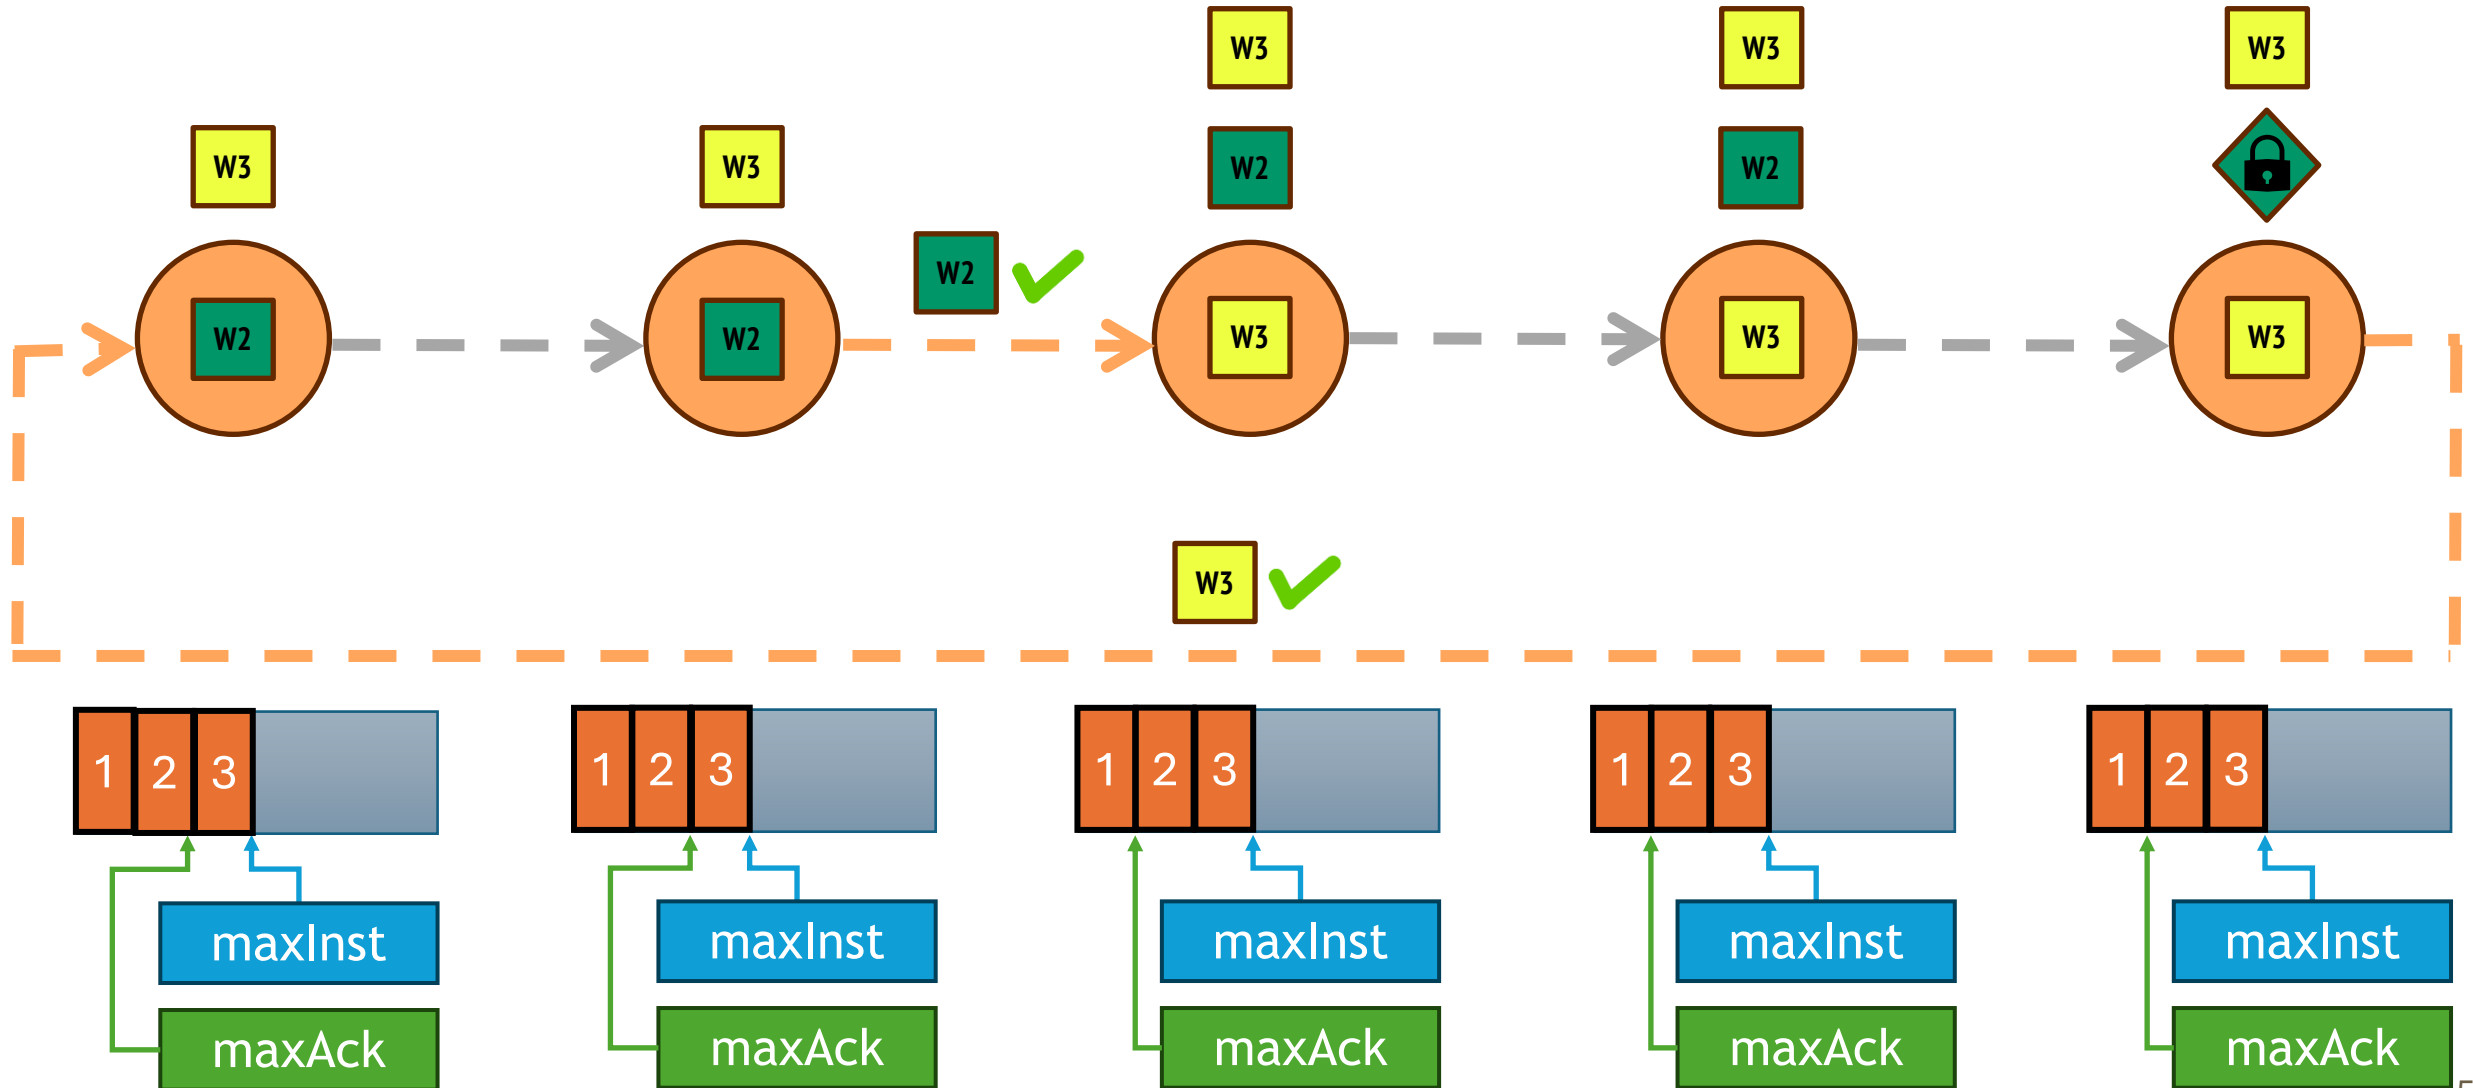 W3 W3 W3
W3 W3 W2 W2
W2
W2 W2 W3 W3 W3
W3
1 2 3 1 2 3 1 2 3 1 2 3 1 2 3
maxInst maxInst maxInst maxInst maxInst
maxAck maxAck maxAck maxAck maxAck